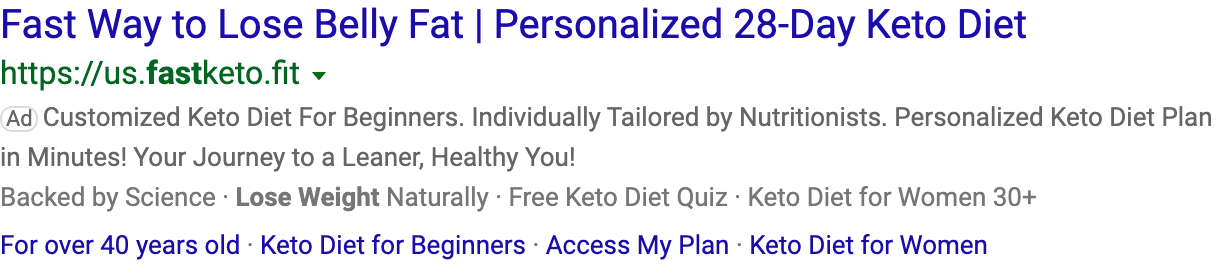 Fast Way to Lose Belly Fat | Personalized 28-Day Keto Diet
https://us.fastketo.fit
Ad Customized Keto Diet For Beginners. Individually Tailored by Nutritionists. Personalized Keto Diet Plan
in Minutes! Your Journey to a Leaner, Healthy You!
Backed by Science · Lose Weight Naturally · Free Keto Diet Quiz · Keto Diet for Women 30+
For over 40 years old · Keto Diet for Beginners · Access My Plan · Keto Diet for Women